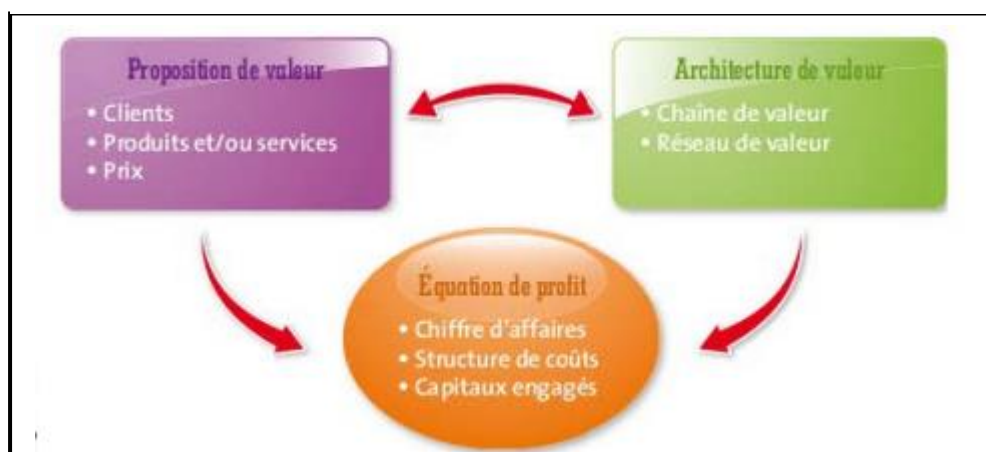 Proposition de valeur
• Clients
• Produits et/ou services
• Prix
Architecture de valeur
• Chaîne de valeur
• Réseau de valeur
Équation de profit
• Chiffre d'affaires
• Structure de coûts
• Capitaux engagés